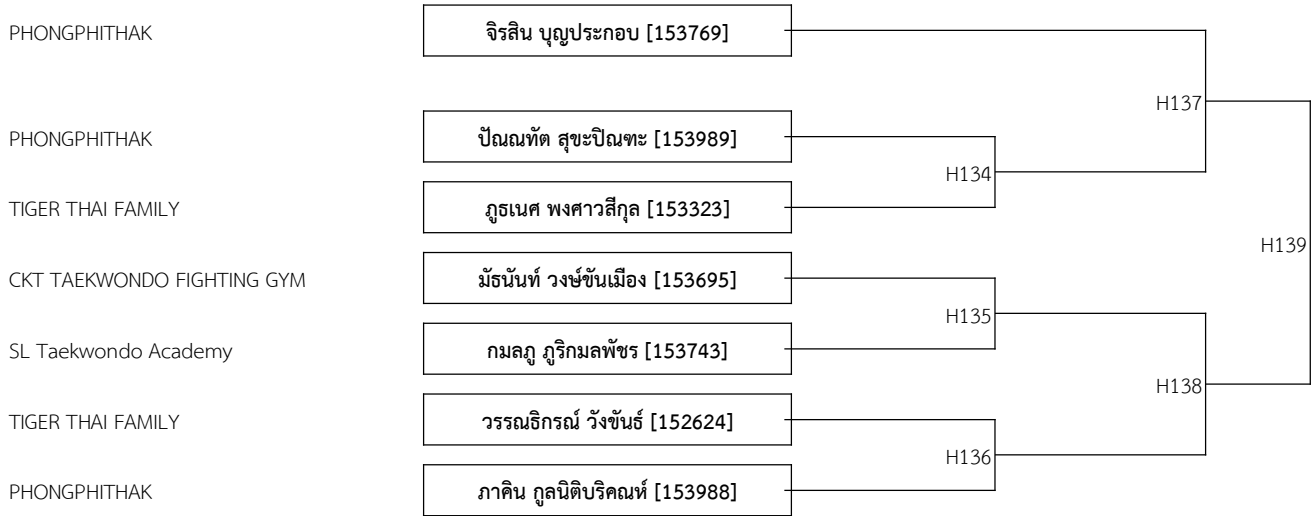 PHONGPHITHAK จิรสิน บุญประกอบ [153769]
H137
PHONGPHITHAK ปัณณทัต สุขะปิณฑะ [153989]
H134
TIGER THAI FAMILY ภูธเนศ พงศาวสีกุล [153323]
H139
CKT TAEKWONDO FIGHTING GYM มัธนันท์ วงษ์ขันเมือง [153695]
H135
SL Taekwondo Academy กมลภู ภูริกมลพัชร [153743]
H138
TIGER THAI FAMILY วรรณธิกรณ์ วังขันธ์ [152624]
H136
PHONGPHITHAK ภาคิน กูลนิติบริคณห์ [153988]